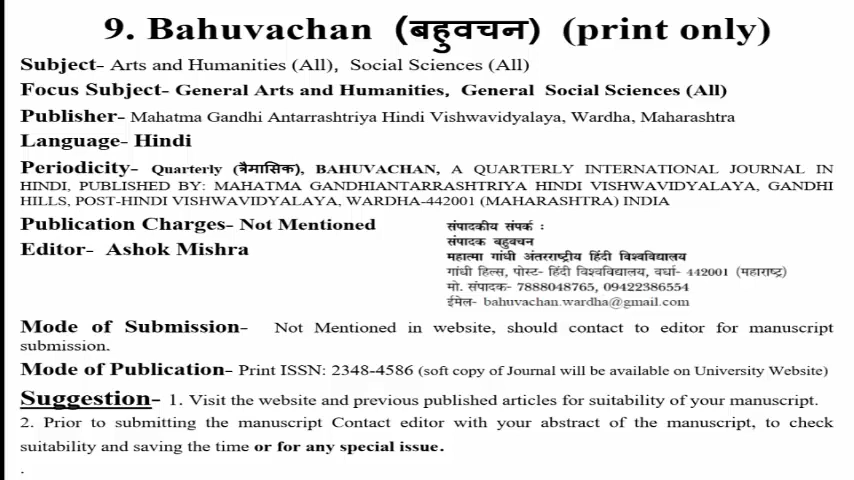 9. Bahuvachan (बहुवचन) (print only)
Subject- Arts and Humanities (All), Social Sciences (All)
Focus Subject- General Arts and Humanities, General Social Sciences (All)
Publisher- Mahatma Gandhi Antarrashtriya Hindi Vishwavidyalaya, Wardha, Maharashtra
Language- Hindi
Periodicity- Quarterly (त्रैमासिक), BAHUVACHAN, A QUARTERLY INTERNATIONAL JOURNAL IN
HINDI, PUBLISHED BY: MAHATMA GANDHIANTARRASHTRIYA HINDI VISHWAVIDYALAYA, GANDHI
HILLS, POST-HINDI VISHWAVIDYALAYA, WARDHA-442001 (MAHARASHTRA) INDIA
Publication Charges- Not Mentioned
Editor- Ashok Mishra
संपादकीय संपर्क :
संपादक बहुवचन
महात्मा गांधी अंतरराष्ट्रीय हिंदी विश्वविद्यालय
गांधी हिल्स, पोस्ट- हिंदी विश्वविद्यालय, वर्धा- 442001 (महाराष्ट्र)
मो. संपादक- 7888048765, 09422386554
ईमेल- bahuvachan.wardha@gmail.com
Mode of Submission- Not Mentioned in website, should contact to editor for manuscript
submission.
Mode of Publication- Print ISSN: 2348-4586 (soft copy of Journal will be available on University Website)
Suggestion- 1. Visit the website and previous published articles for suitability of your manuscript.
2. Prior to submitting the manuscript Contact editor with your abstract of the manuscript, to check
suitability and saving the time or for any special issue.
.